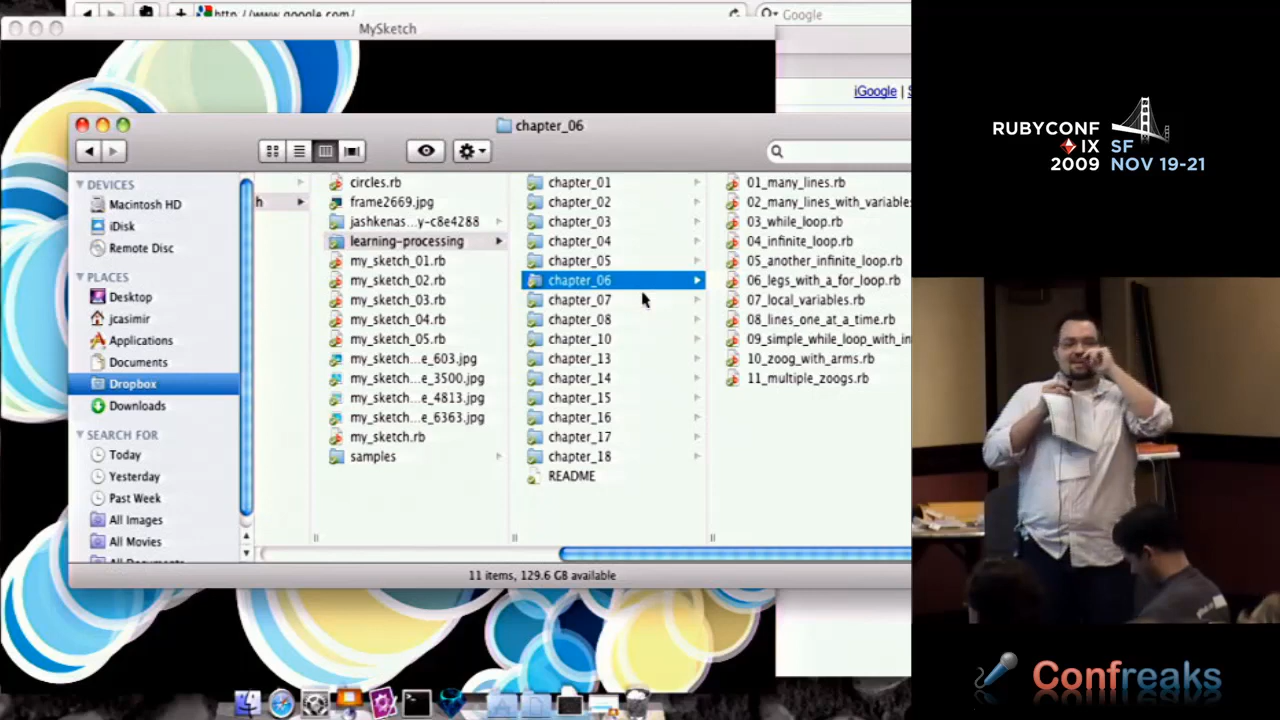 http://www.google.com/
Google
MySketch
iGoogle |
chapter_06
DEVICES
Macintosh HD
iDisk
Remote Disc
PLACES
Desktop
jcasimir
Applications
Documents
Dropbox
Downloads
SEARCH FOR
Today
Yesterday
Past Week
All Images
All Movies
All Documents
h
circles.rb
frame2669.jpg
jashkenas...y-c8e4288
learning-processing
my_sketch_01.rb
my_sketch_02.rb
my_sketch_03.rb
my_sketch_04.rb
my_sketch_05.rb
my_sketch...e_603.jpg
my_sketch...e_3500.jpg
my_sketch...e_4813.jpg
my_sketch...e_6363.jpg
my_sketch.rb
samples
chapter_01
chapter_02
chapter_03
chapter_04
chapter_05
chapter_06
chapter_07
chapter_08
chapter_10
chapter_13
chapter_14
chapter_15
chapter_16
chapter_17
chapter_18
README
01_many_lines.rb
02_many_lines_with_variable
03_while_loop.rb
04_infinite_loop.rb
05_another_infinite_loop.rb
06_legs_with_a_for_loop.rb
07_local_variables.rb
08_lines_one_at_a_time.rb
09_simple_while_loop_with_in
10_zoog_with_arms.rb
11_multiple_zoogs.rb
11 items, 129.6 GB available
RUBYCONF
IX SF
2009 NOV 19-21
Confreaks